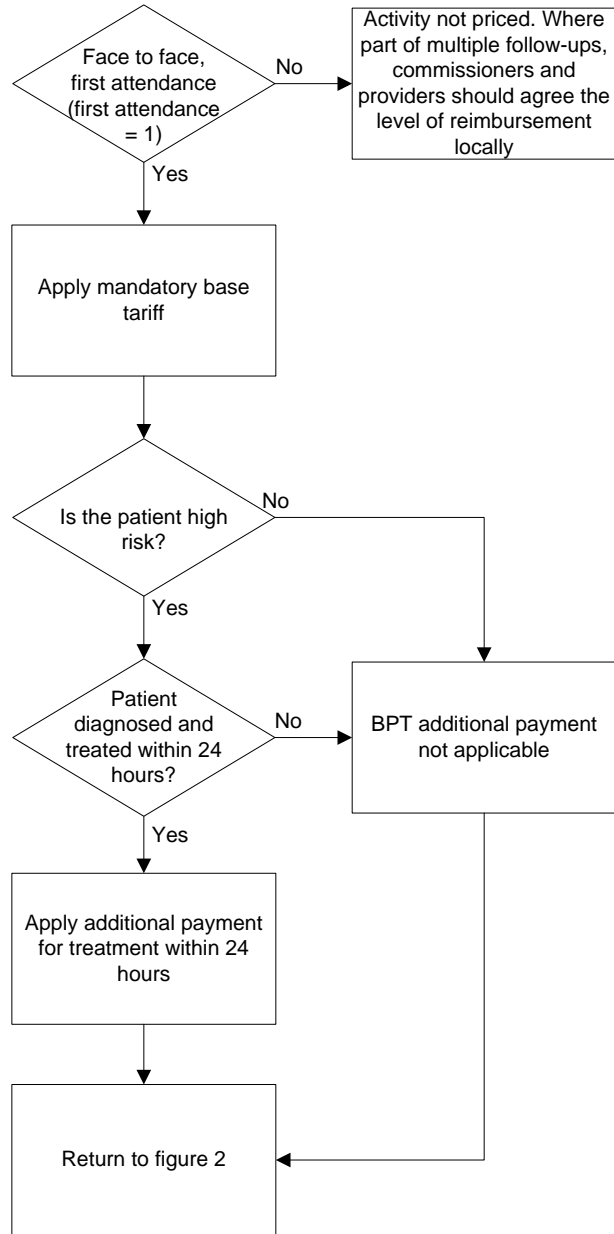 Face to face,
first attendance
(first attendance
= 1)
No
Activity not priced. Where
part of multiple follow-ups,
commissioners and
providers should agree the
level of reimbursement
locally
Yes
Apply mandatory base
tariff
Is the patient high
risk?
No
Yes
Patient
diagnosed and
treated within 24
hours?
No
BPT additional payment
not applicable
Yes
Apply additional payment
for treatment within 24
hours
Return to figure 2